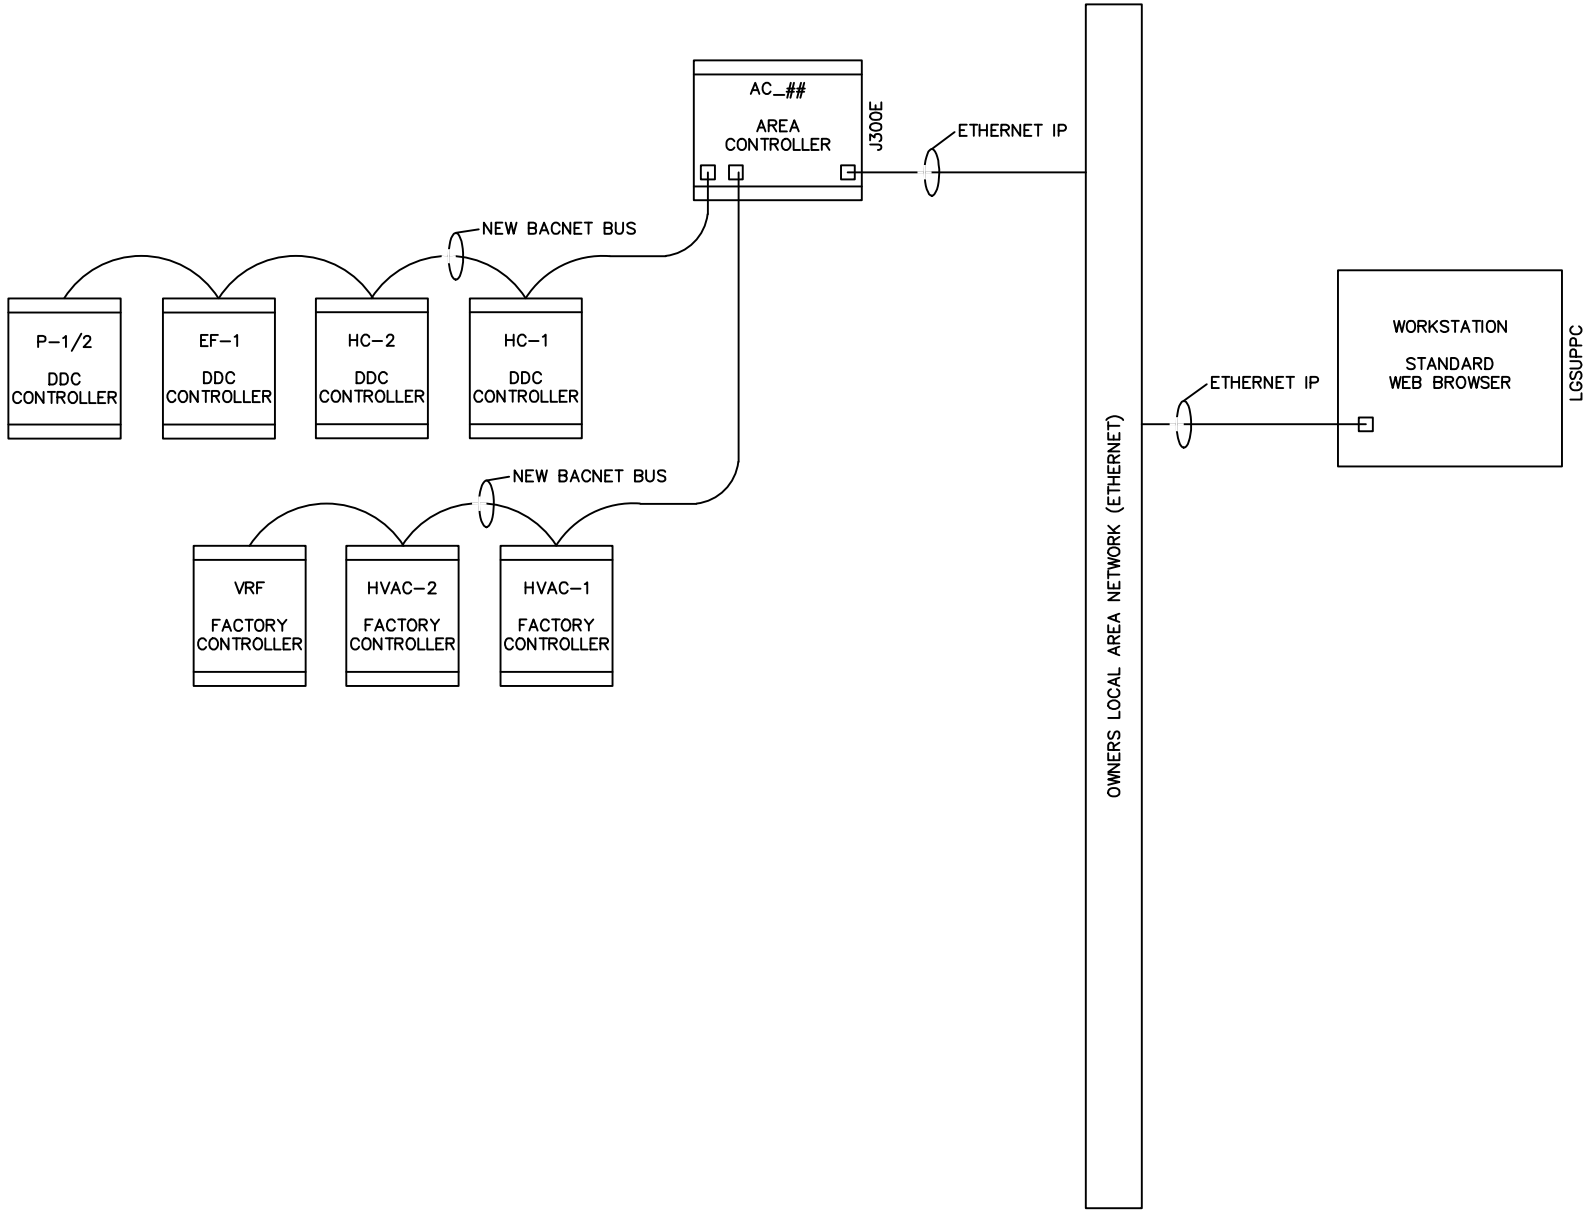 AC_##
AREA
CONTROLLER
J300E
ETHERNET IP
NEW BACNET BUS
P-1/2
DDC
CONTROLLER
EF-1
DDC
CONTROLLER
HC-2
DDC
CONTROLLER
HC-1
DDC
CONTROLLER
NEW BACNET BUS
VRF
FACTORY
CONTROLLER
HVAC-2
FACTORY
CONTROLLER
HVAC-1
FACTORY
CONTROLLER
OWNERS LOCAL AREA NETWORK (ETHERNET)
ETHERNET IP
WORKSTATION
STANDARD
WEB BROWSER
LGSUPPC